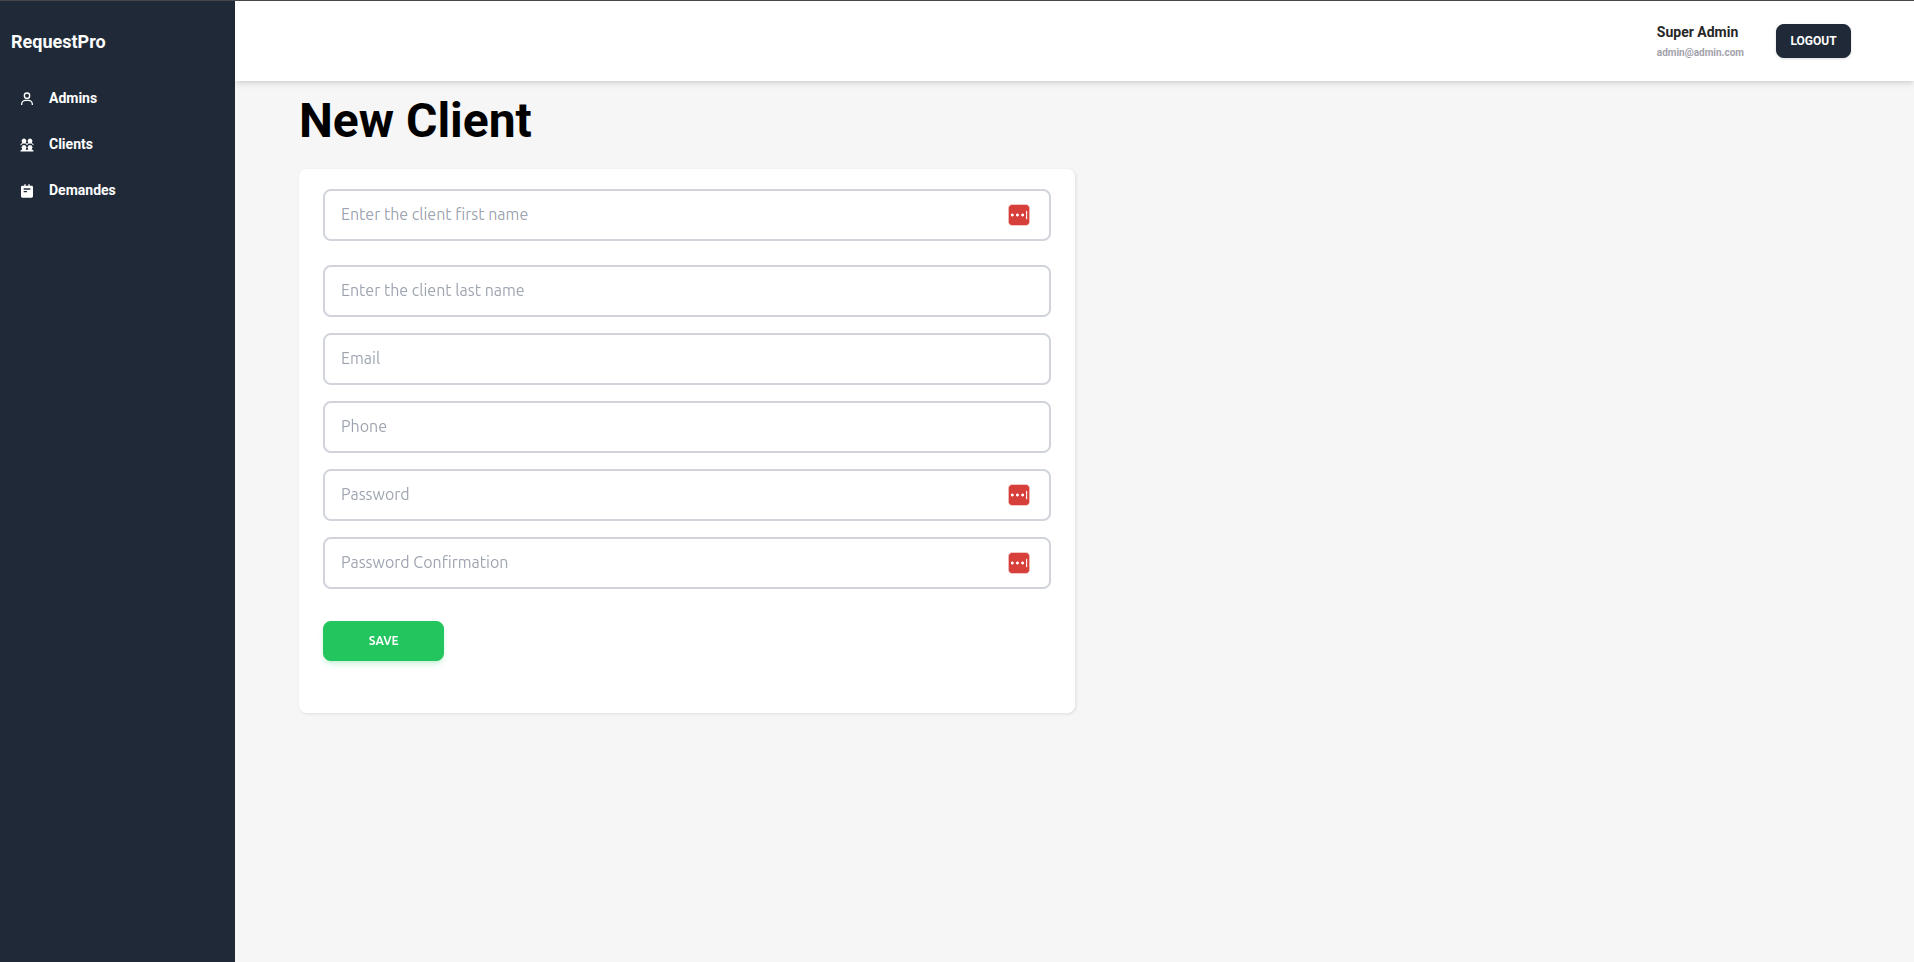 RequestPro
Admins
Clients
Demandes
Super Admin
admin@admin.com
LOGOUT
New Client
Enter the client first name
Enter the client last name
Email
Phone
Password
Password Confirmation
SAVE